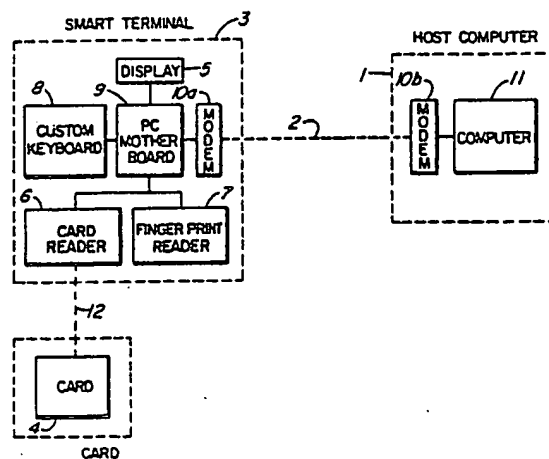 SMART TERMINAL
3
HOST COMPUTER
DISPLAY
5
8
9
10a
1
10b
11
CUSTOM
KEYBOARD
PC
MOTHER
BOARD
MODEM
2
MODEM
COMPUTER
6
7
CARD
READER
FINGER PRINT
READER
12
CARD
4
CARD